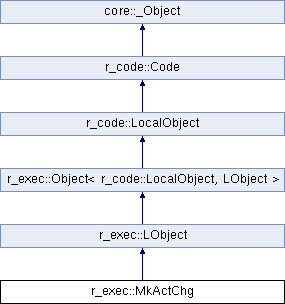 core::_Object
r_code::Code
r_code::LocalObject
r_exec::Object< r_code::LocalObject, LObject >
r_exec::LObject
r_exec::MkActChg